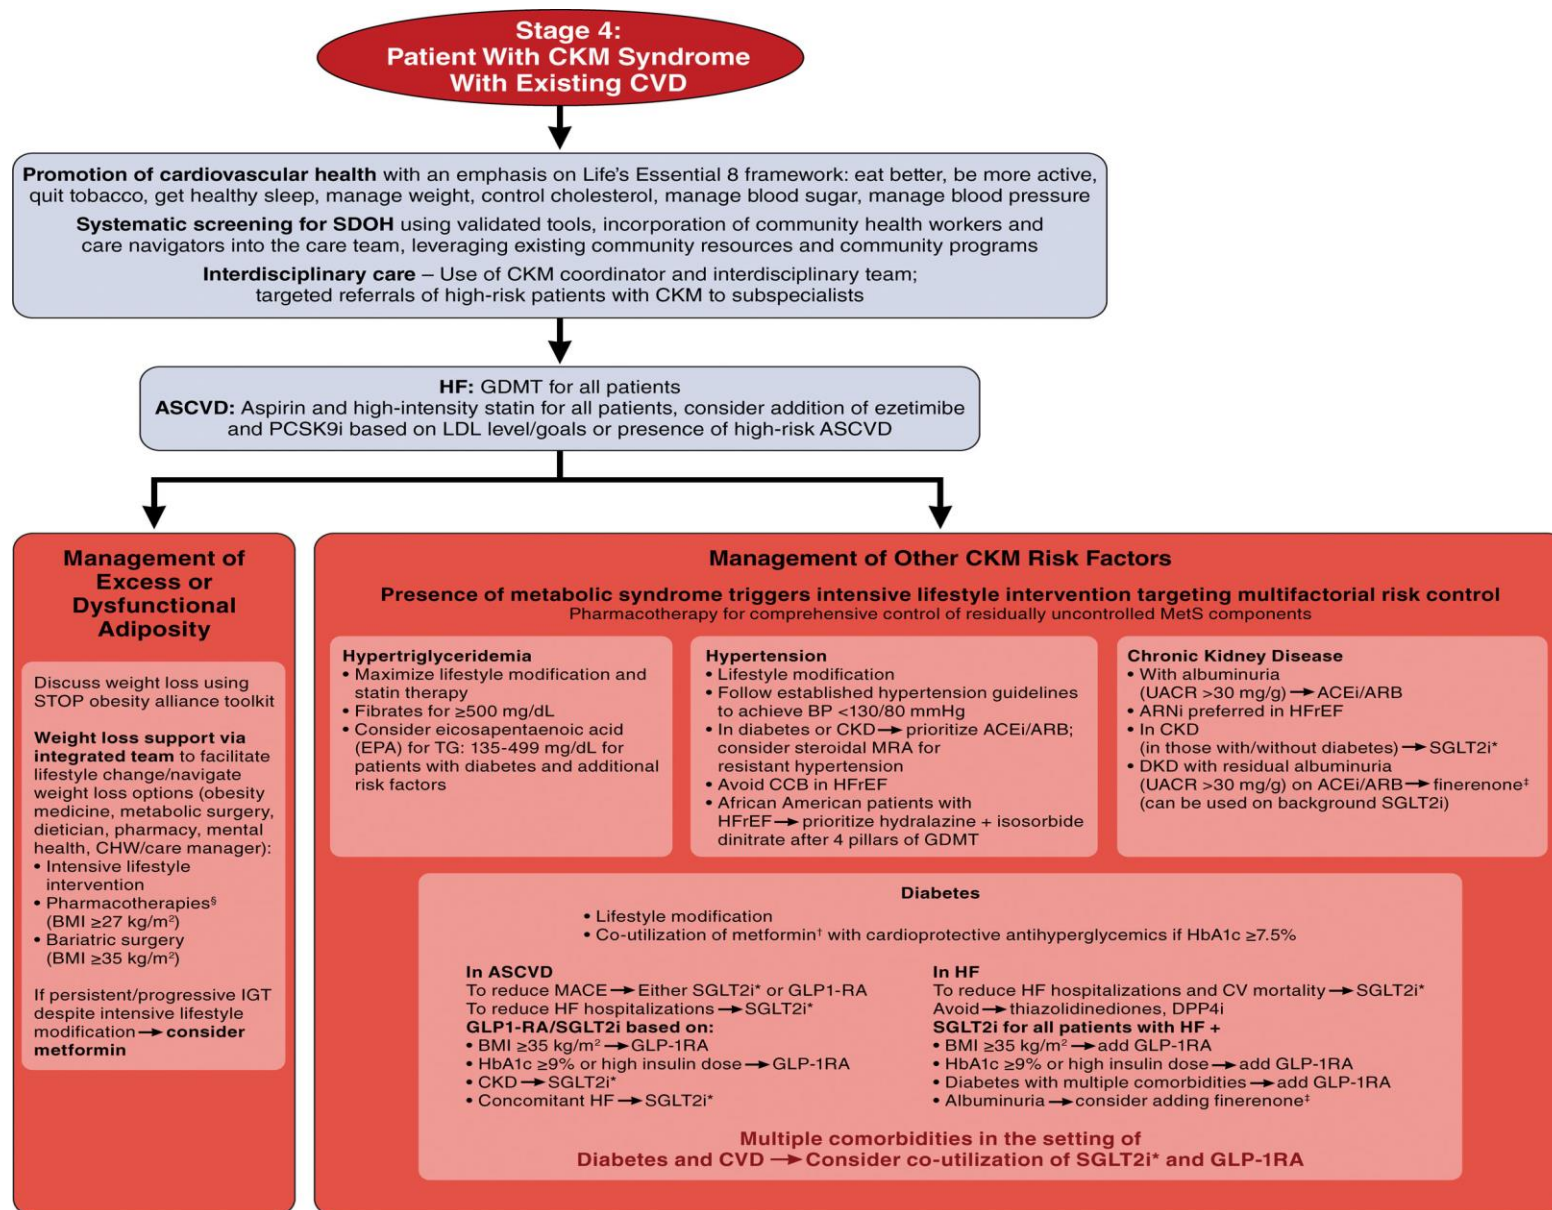 Stage 4:
Patient With CKM Syndrome
With Existing CVD
Promotion of cardiovascular health with an emphasis on Life's Essential 8 framework: eat better, be more active,
quit tobacco, get healthy sleep, manage weight, control cholesterol, manage blood sugar, manage blood pressure
Systematic screening for SDOH using validated tools, incorporation of community health workers and
care navigators into the care team, leveraging existing community resources and community programs
Interdisciplinary care – Use of CKM coordinator and interdisciplinary team;
targeted referrals of high-risk patients with CKM to subspecialists
HF: GDMT for all patients
ASCVD: Aspirin and high-intensity statin for all patients, consider addition of ezetimibe
and PCSK9i based on LDL level/goals or presence of high-risk ASCVD
Management of
Excess or
Dysfunctional
Adiposity
Discuss weight loss using
STOP obesity alliance toolkit
Weight loss support via
integrated team to facilitate
lifestyle change/navigate
weight loss options (obesity
medicine, metabolic surgery,
dietician, pharmacy, mental
health, CHW/care manager):
• Intensive lifestyle
intervention
• Pharmacotherapies§
(BMI ≥27 kg/m²)
• Bariatric surgery
(BMI ≥35 kg/m²)
If persistent/progressive IGT
despite intensive lifestyle
modification → consider
metformin
Management of Other CKM Risk Factors
Presence of metabolic syndrome triggers intensive lifestyle intervention targeting multifactorial risk control
Pharmacotherapy for comprehensive control of residually uncontrolled MetS components
Hypertriglyceridemia
• Maximize lifestyle modification and
statin therapy
• Fibrates for ≥500 mg/dL
• Consider eicosapentaenoic acid
(EPA) for TG: 135-499 mg/dL for
patients with diabetes and additional
risk factors
Hypertension
• Lifestyle modification
• Follow established hypertension guidelines
to achieve BP <130/80 mmHg
• In diabetes or CKD → prioritize ACEi/ARB;
consider steroidal MRA for
resistant hypertension
• Avoid CCB in HFrEF
• African American patients with
HFrEF → prioritize hydralazine + isosorbide
dinitrate after 4 pillars of GDMT
Chronic Kidney Disease
• With albuminuria
(UACR >30 mg/g) → ACEi/ARB
• ARNi preferred in HFrEF
• In CKD
(in those with/without diabetes) → SGLT2i*
• DKD with residual albuminuria
(UACR >30 mg/g) on ACEi/ARB → finerenone‡
(can be used on background SGLT2i)
Diabetes
• Lifestyle modification
• Co-utilization of metformin† with cardioprotective antihyperglycemics if HbA1c ≥7.5%
In ASCVD
To reduce MACE → Either SGLT2i* or GLP1-RA
To reduce HF hospitalizations → SGLT2i*
GLP1-RA/SGLT2i based on:
• BMI ≥35 kg/m² → GLP-1RA
• HbA1c ≥9% or high insulin dose → GLP-1RA
• CKD → SGLT2i*
• Concomitant HF → SGLT2i*
In HF
To reduce HF hospitalizations and CV mortality → SGLT2i*
Avoid → thiazolidinediones, DPP4i
SGLT2i for all patients with HF +
• BMI ≥35 kg/m² → add GLP-1RA
• HbA1c ≥9% or high insulin dose → add GLP-1RA
• Diabetes with multiple comorbidities → add GLP-1RA
• Albuminuria → consider adding finerenone‡
Multiple comorbidities in the setting of
Diabetes and CVD → Consider co-utilization of SGLT2i* and GLP-1RA